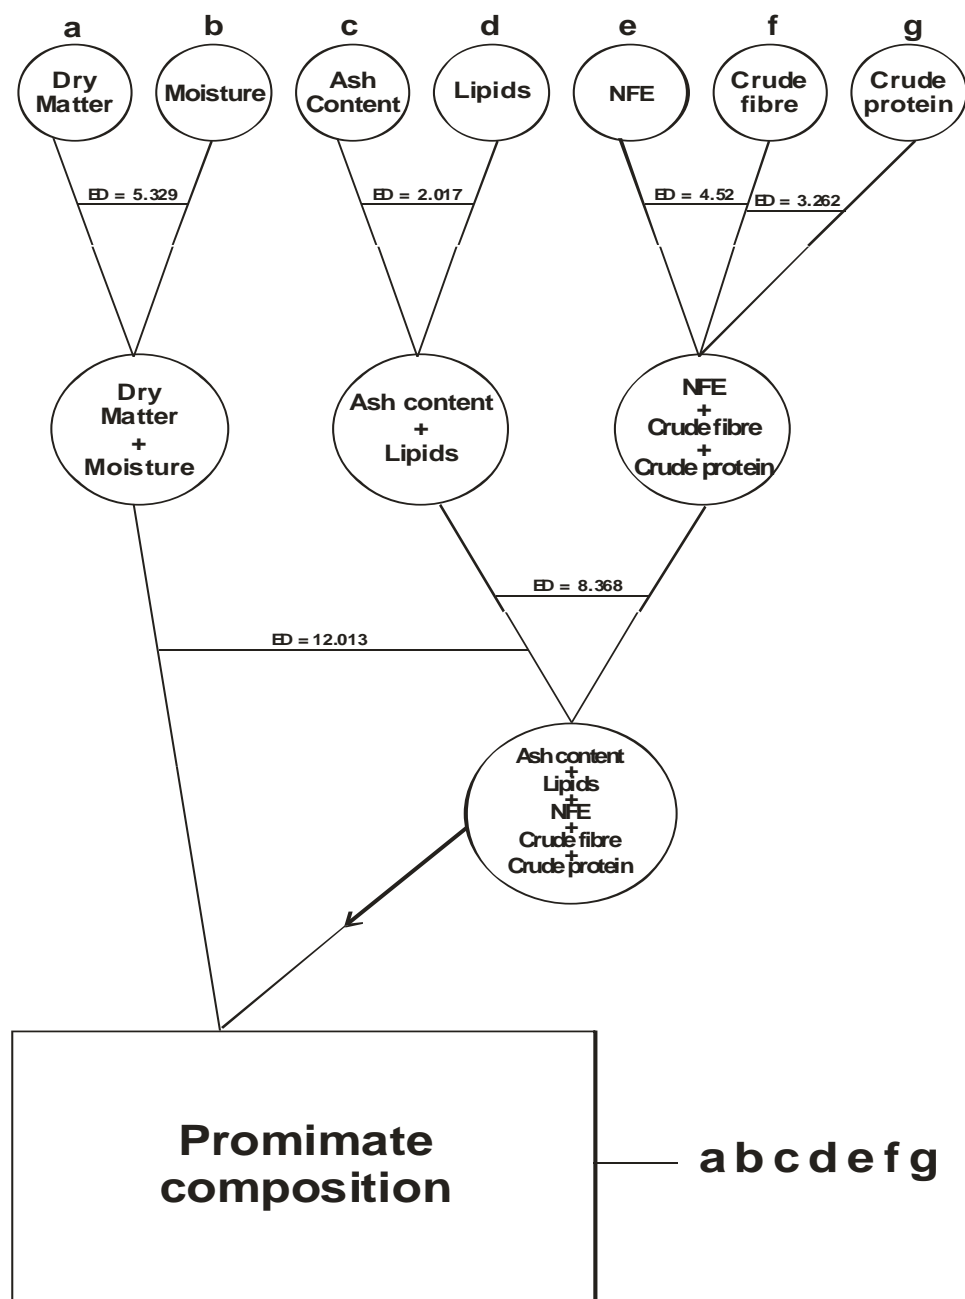 a b c d e f g
Dry
Matter
Moisture
Ash
Content
Lipids
NFE
Crude
fibre
Crude
protein
ED = 5.329
ED = 2.017
ED = 4.52
ED = 3.262
Dry
Matter
+
Moisture
Ash content
+
Lipids
NFE
+
Crude fibre
+
Crude protein
ED = 8.368
ED = 12.013
Ash content
+
Lipids
+
NFE
+
Crude fibre
+
Crude protein
Promimate
composition
a b c d e f g